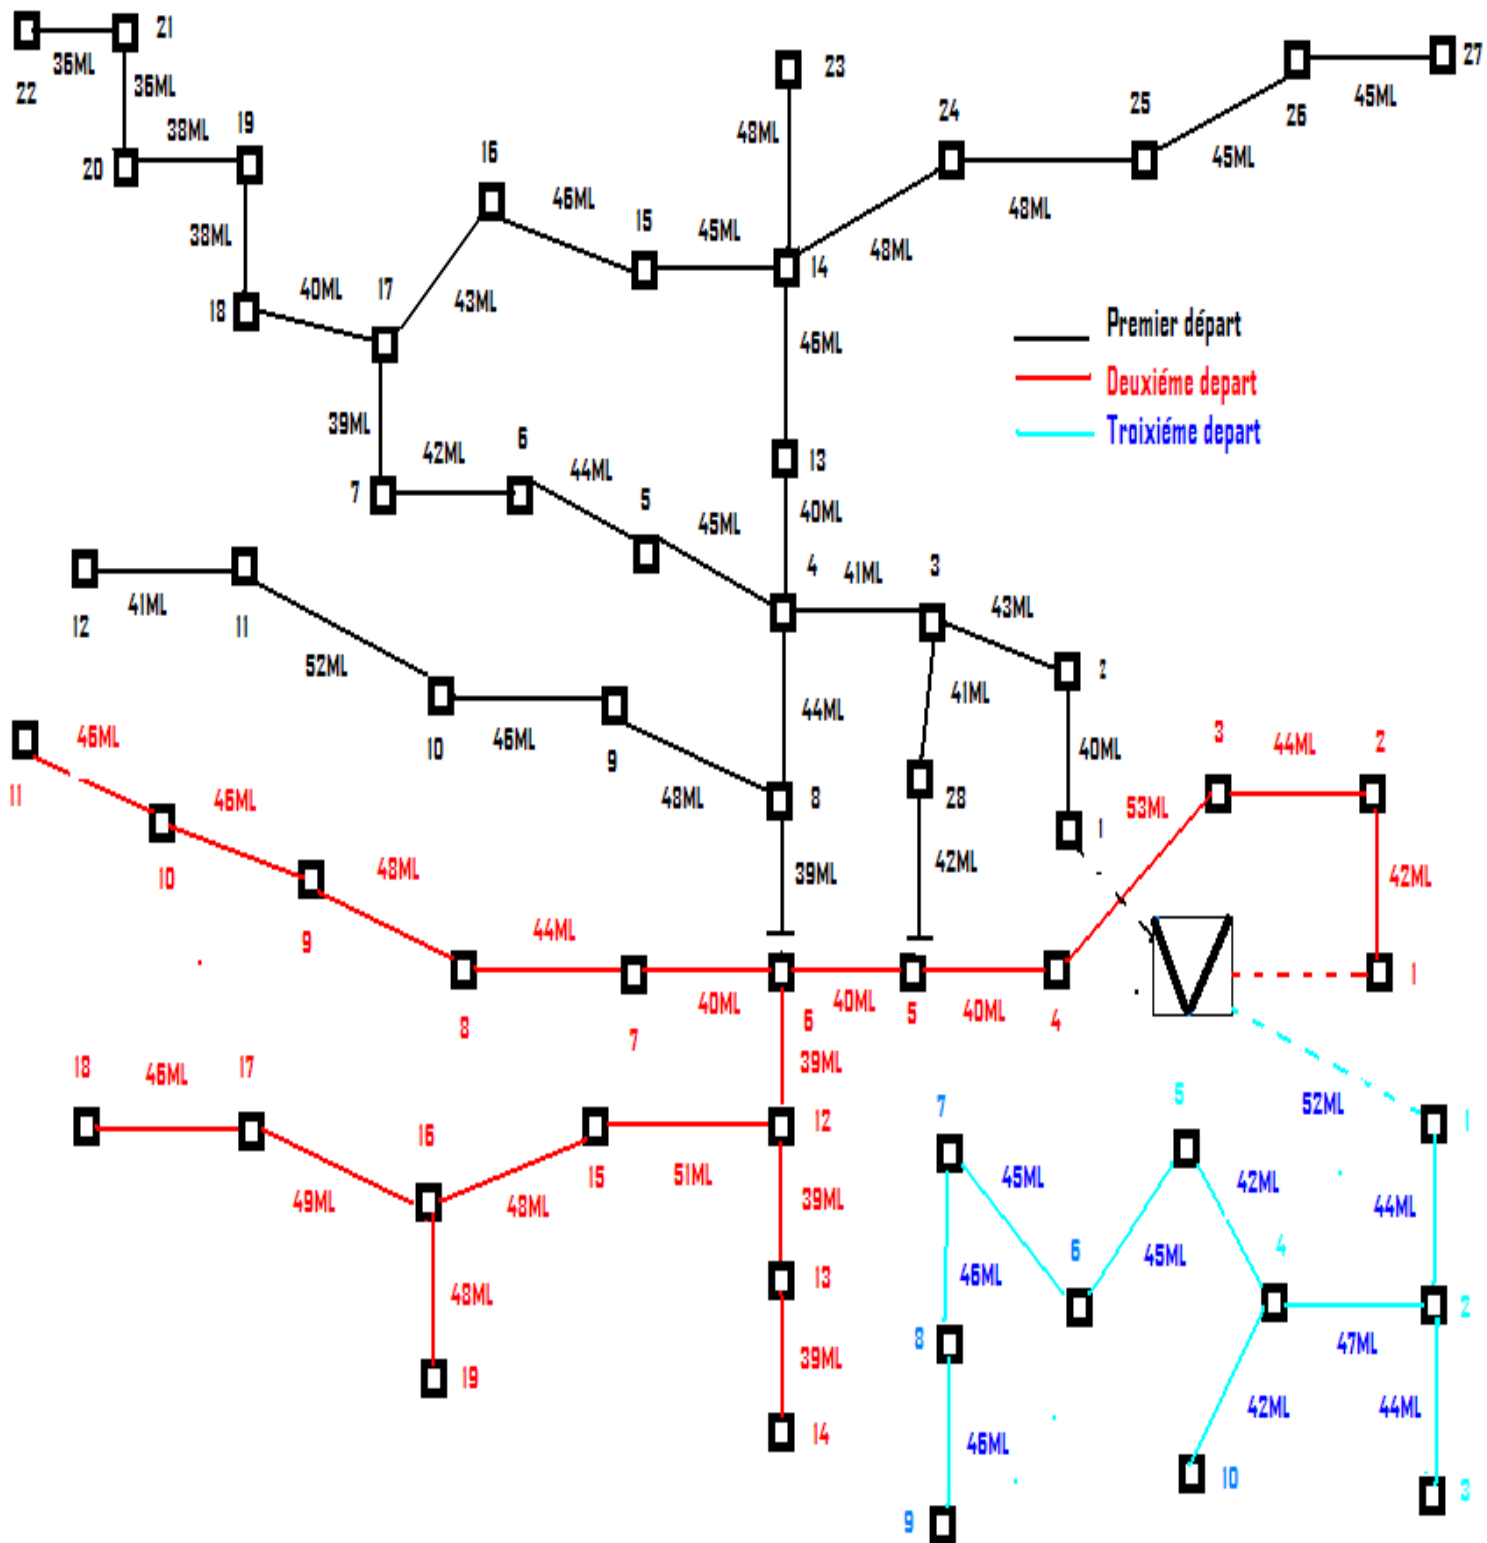 21
36ML
22
36ML
38ML
19
20
38ML
18
40ML
17
16
46ML
15
45ML
43ML
23
48ML
24
25
27
45ML
26
45ML
48ML
48ML
14
46ML
Premier départ
Deuxiéme depart
Troixiéme depart
39ML
42ML
6
7
44ML
5
45ML
13
40ML
4
41ML
3
43ML
2
41ML
40ML
1
12
41ML
11
52ML
10
46ML
9
48ML
44ML
8
28
39ML
42ML
3
44ML
2
53ML
42ML
1
46ML
11
46ML
10
48ML
9
44ML
8
7
40ML
6
40ML
5
40ML
4
39ML
18
46ML
17
16
49ML
48ML
15
51ML
12
39ML
13
48ML
19
39ML
14
52ML
1
7
5
45ML
42ML
44ML
6
4
46ML
45ML
2
8
47ML
42ML
44ML
46ML
10
3
9